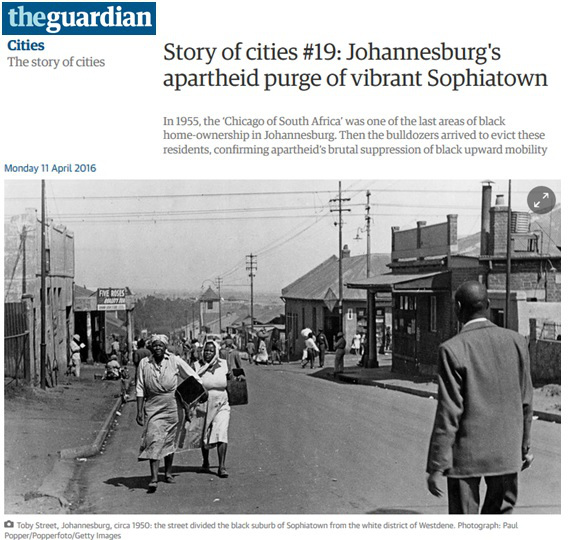 theguardian
Cities
The story of cities
Story of cities #19: Johannesburg's
apartheid purge of vibrant Sophiatown
In 1955, the ‘Chicago of South Africa’ was one of the last areas of black
home-ownership in Johannesburg. Then the bulldozers arrived to evict these
residents, confirming apartheid’s brutal suppression of black upward mobility
Monday 11 April 2016
FIVE ROSES
QUALITY TEA
Toby Street, Johannesburg, circa 1950: the street divided the black suburb of Sophiatown from the white district of Westdene. Photograph: Paul
Popper/Popperfoto/Getty Images